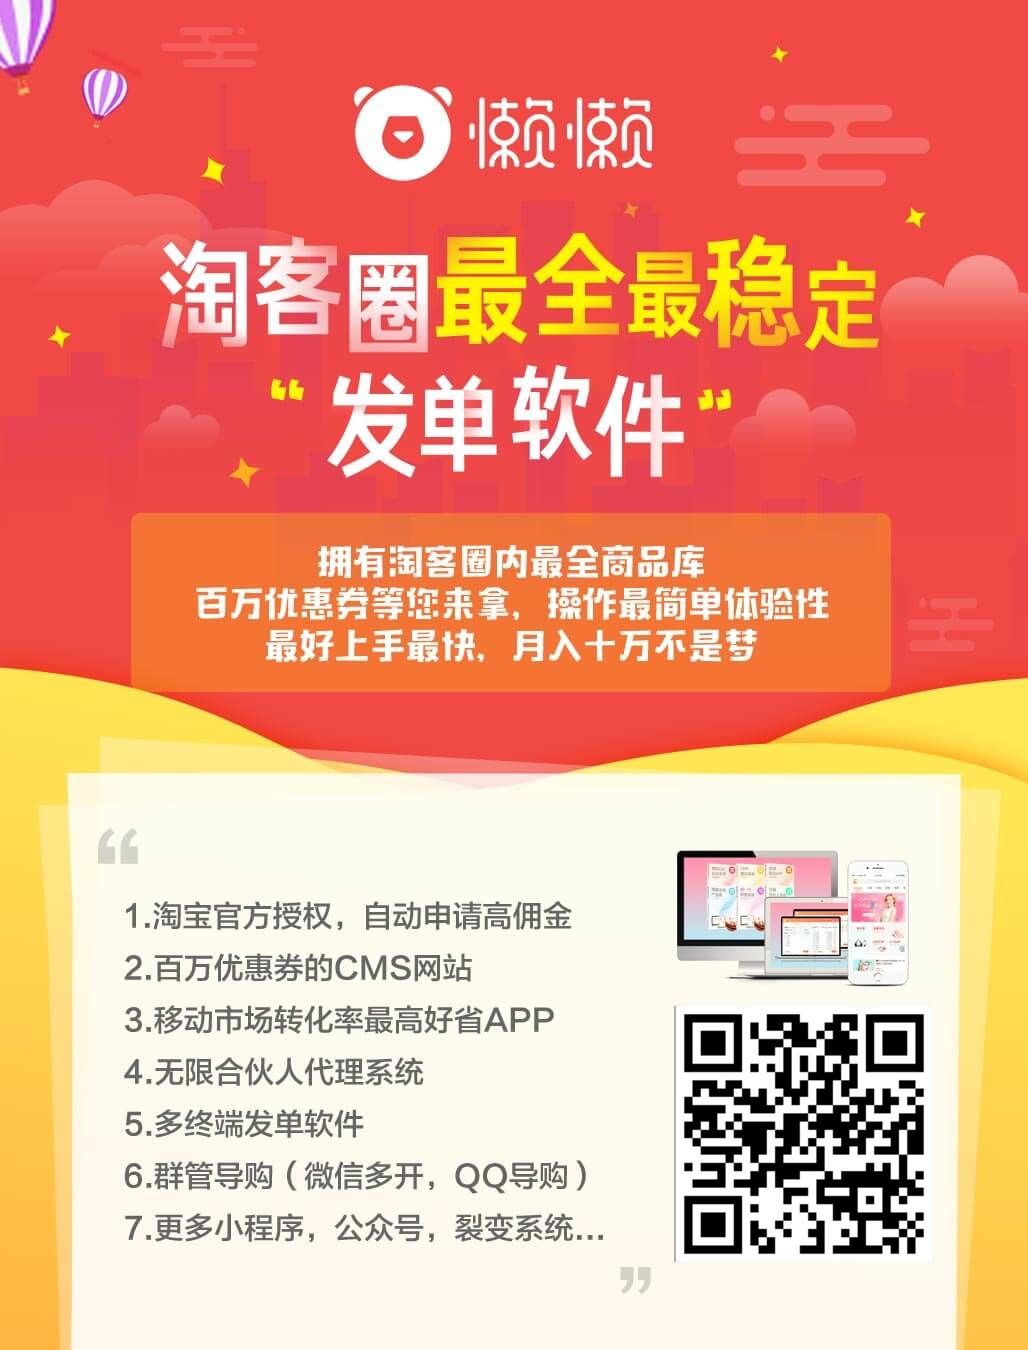 懒懒
淘客圈最全最稳定
“发单软件”
拥有淘客圈内最全商品库
百万优惠券等您来拿，操作最简单体验性
最好上手最快，月入十万不是梦
“
1.淘宝官方授权，自动申请高佣金
2.百万优惠券的CMS网站
3.移动市场转化率最高好省APP
4.无限合伙人代理系统
5.多终端发单软件
6.群管导购（微信多开，QQ导购）
7.更多小程序，公众号，裂变系统...
”